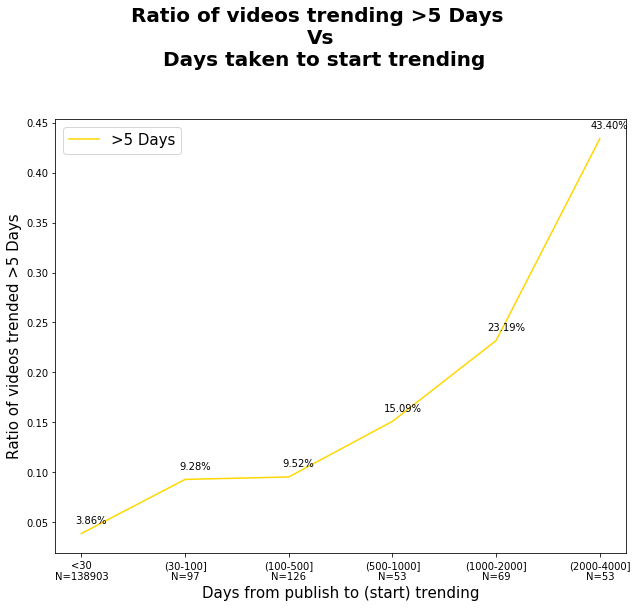 Ratio of videos trending >5 Days
Vs
Days taken to start trending
>5 Days
Ratio of videos trended >5 Days
0.45
0.40
0.35
0.30
0.25
0.20
0.15
0.10
0.05
3.86%
9.28%
9.52%
15.09%
23.19%
43.40%
<30
N=138903
(30-100]
N=97
(100-500]
N=126
(500-1000]
N=53
(1000-2000]
N=69
(2000-4000]
N=53
Days from publish to (start) trending